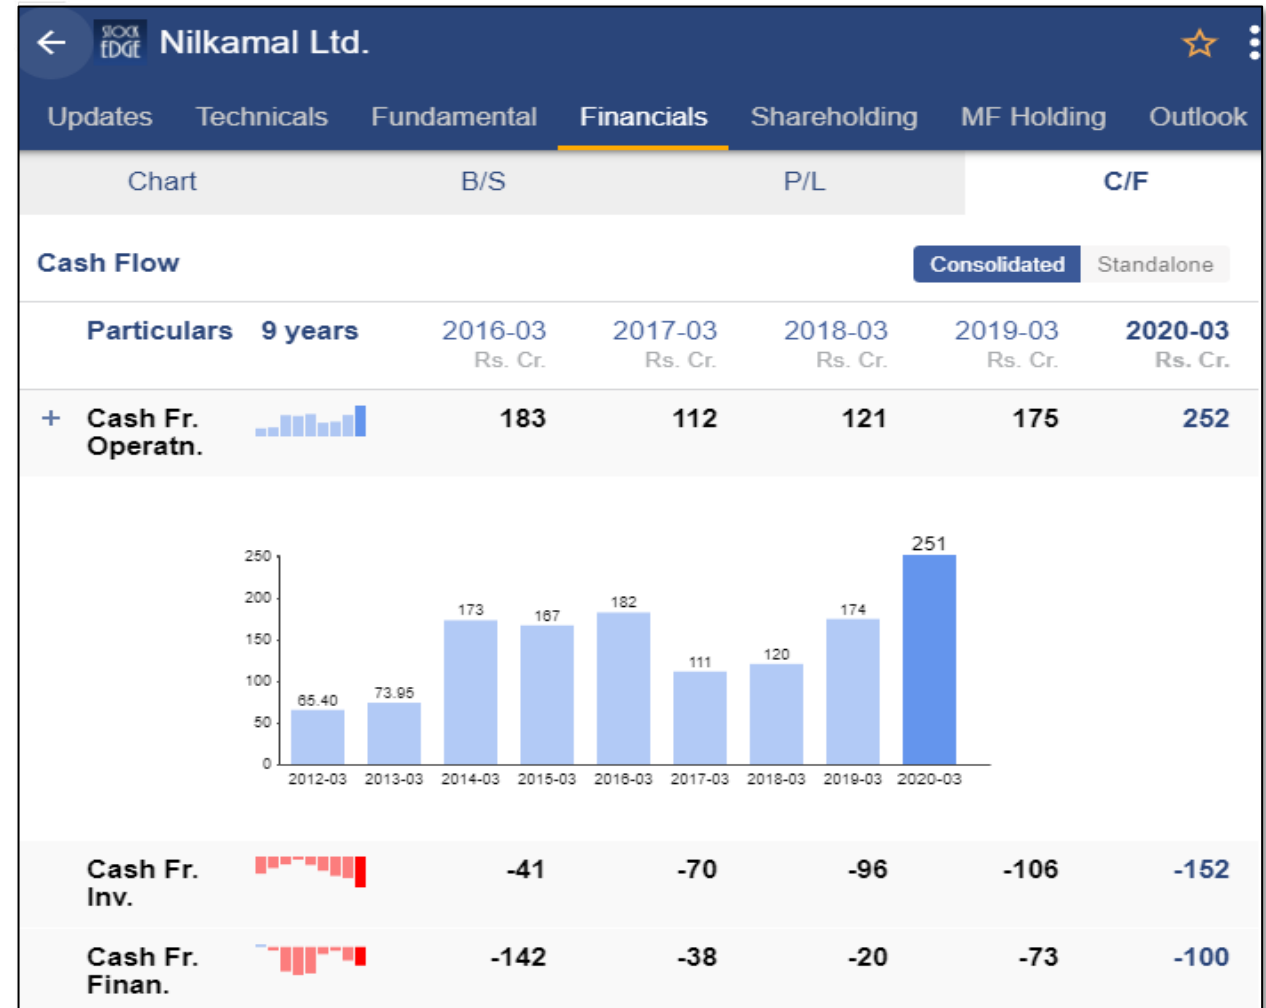 STOCK EDGE Nilkamal Ltd.
Updates Technicals Fundamental Financials Shareholding MF Holding Outlook
Chart B/S P/L C/F
Cash Flow Consolidated Standalone
Particulars 9 years 2016-03 2017-03 2018-03 2019-03 2020-03
Rs. Cr. Rs. Cr. Rs. Cr. Rs. Cr. Rs. Cr.
+ Cash Fr. 183 112 121 175 252
Operatn.
251
250
200
182
173 167 174
150
120
111
100
73.95
65.40
50
0
2012-03 2013-03 2014-03 2015-03 2016-03 2017-03 2018-03 2019-03 2020-03
Cash Fr. -41 -70 -96 -106 -152
Inv.
Cash Fr. -142 -38 -20 -73 -100
Finan.